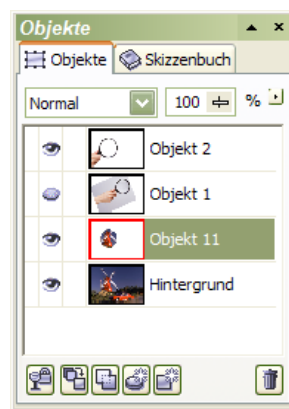 Objekte
Objekte Skizzenbuch
Normal 100 %
Objekt 2
Objekt 1
Objekt 11
Hintergrund